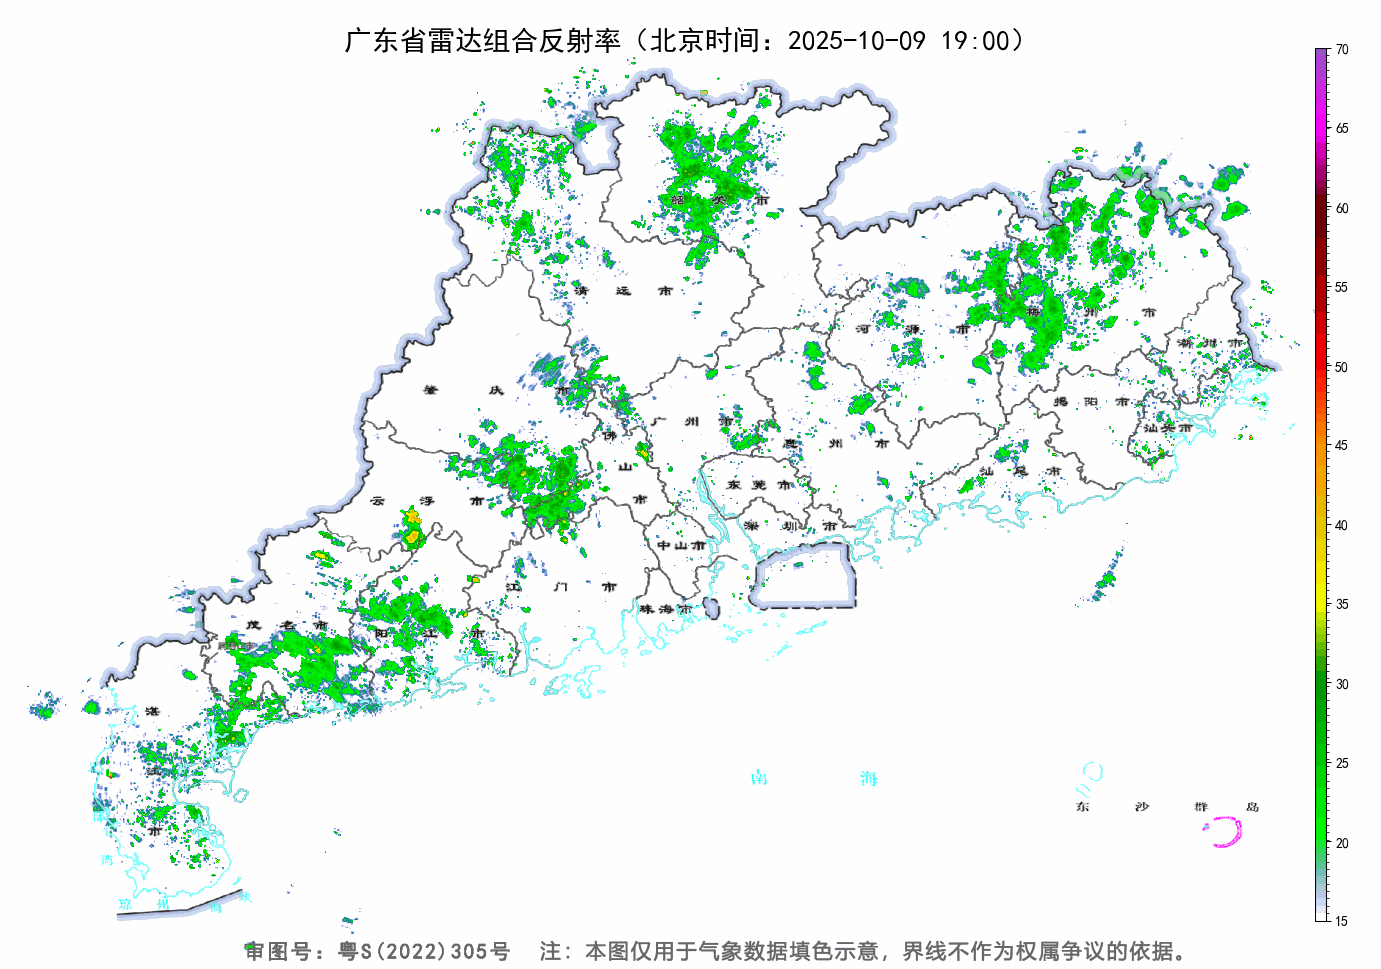 广东省雷达组合反射率（北京时间：2025-10-09 19:00）
70
65
60
55
50
45
40
35
30
25
20
15
韶关市
清远市
河源市
梅州市
潮州市
肇庆市
广州市
佛山市
惠州市
揭阳市
汕头市
汕尾市
云浮市
东莞市
深圳市
中山市
江门市
珠海市
茂名市
阳江市
湛江市
南海
东沙群岛
湾
琼州海峡
审图号：粤S(2022)305号 注：本图仅用于气象数据填色示意，界线不作为权属争议的依据。